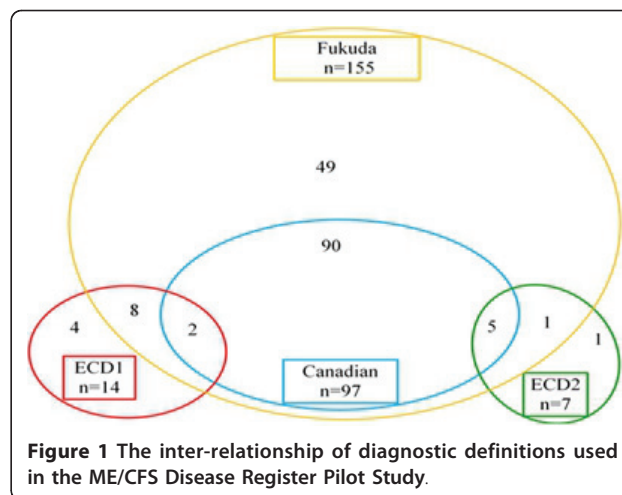 Fukuda
n=155
49
90
4
8
2
5
1
1
ECD1
n=14
Canadian
n=97
ECD2
n=7
Figure 1 The inter-relationship of diagnostic definitions used
in the ME/CFS Disease Register Pilot Study.